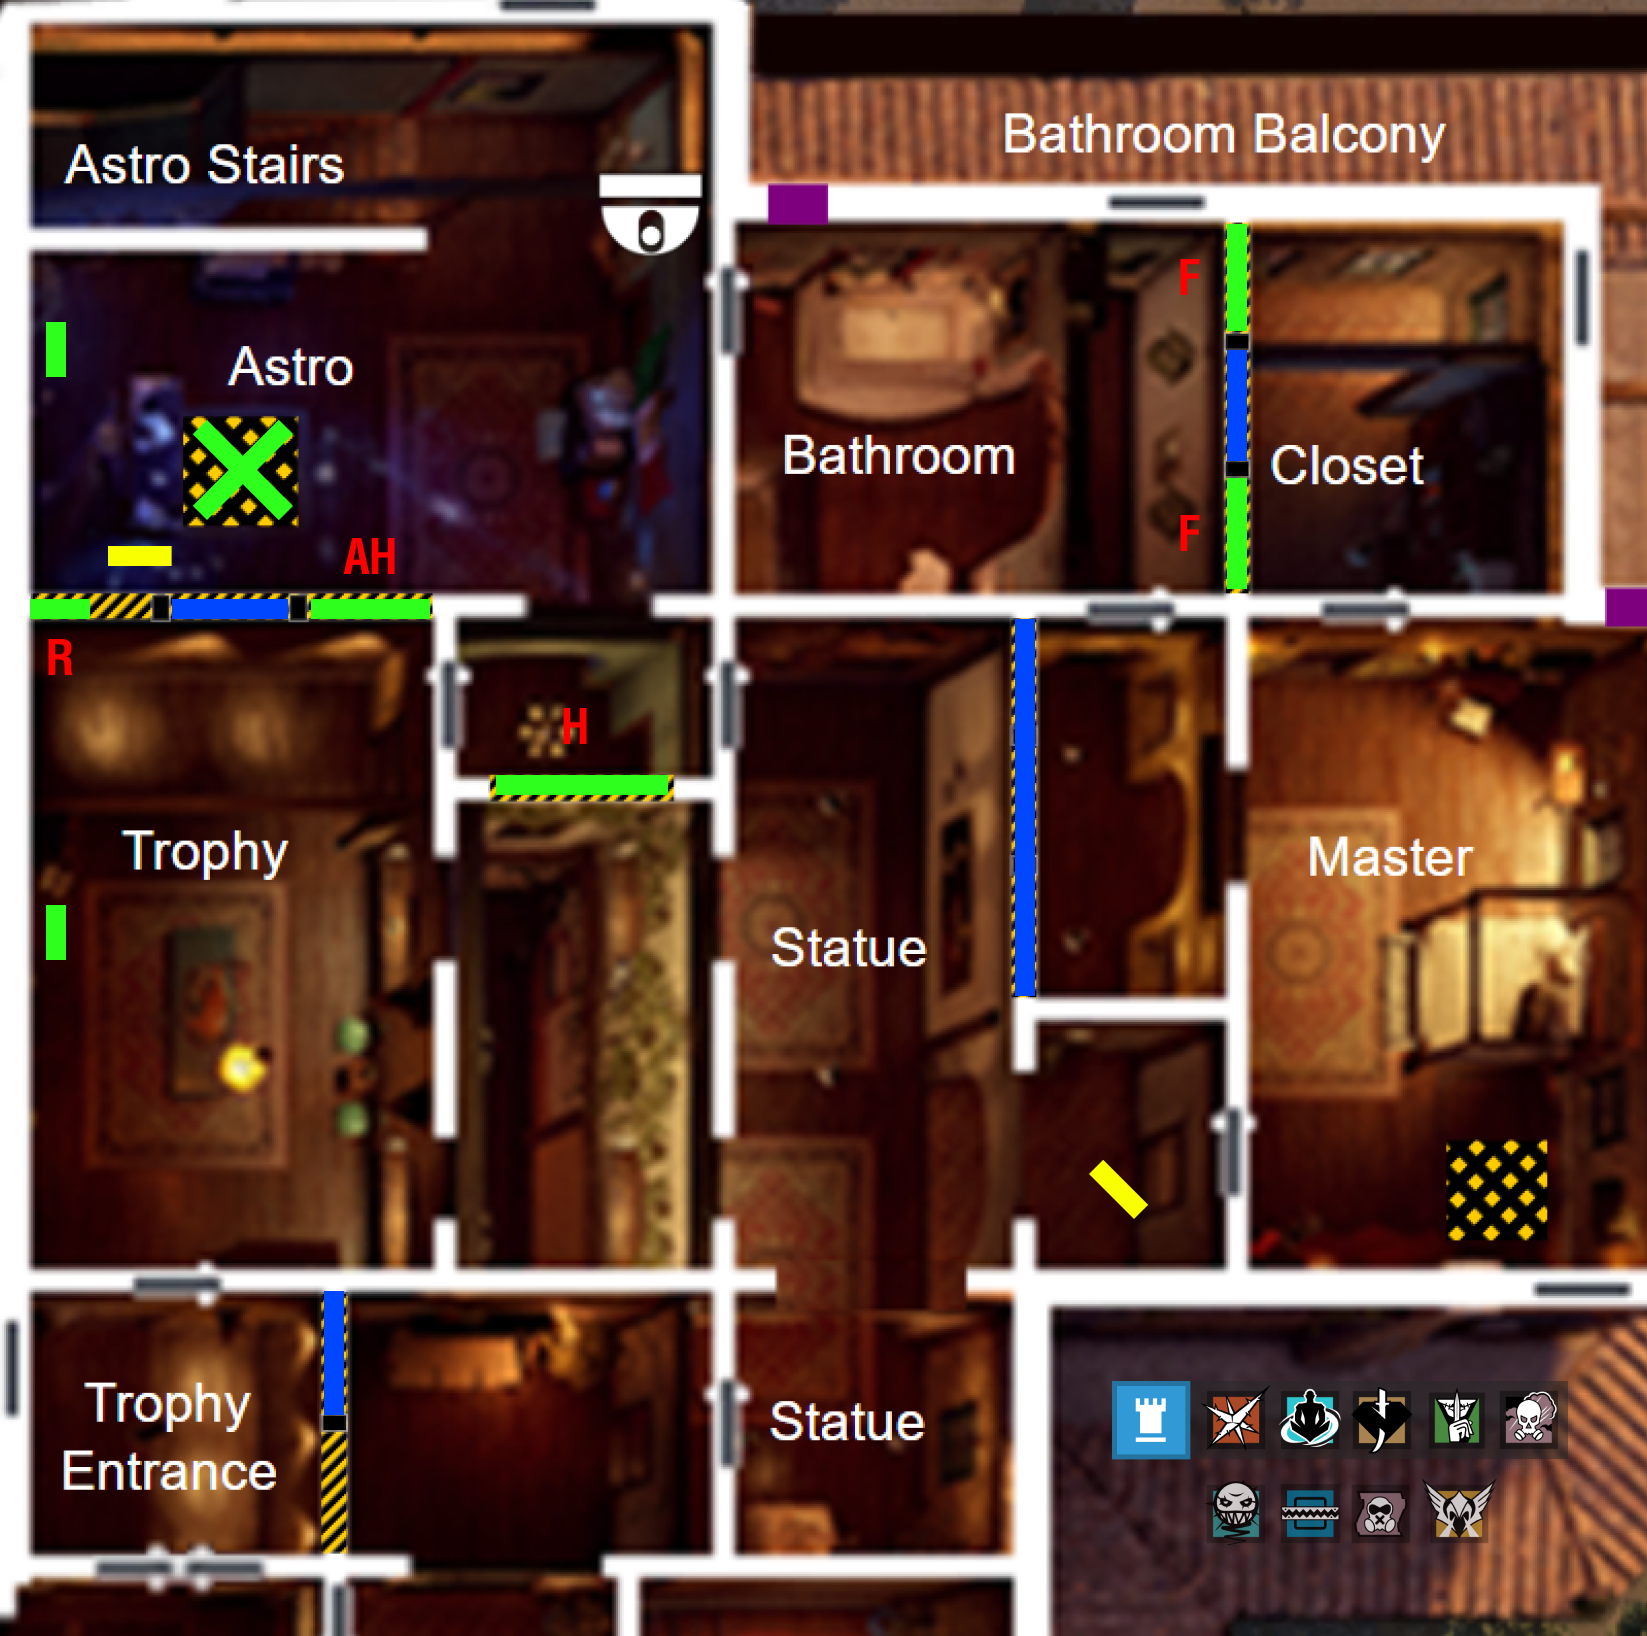 Astro Stairs
Bathroom Balcony
F
Astro
Bathroom
Closet
F
AH
R
H
Trophy
Master
Statue
Trophy
Entrance
Statue